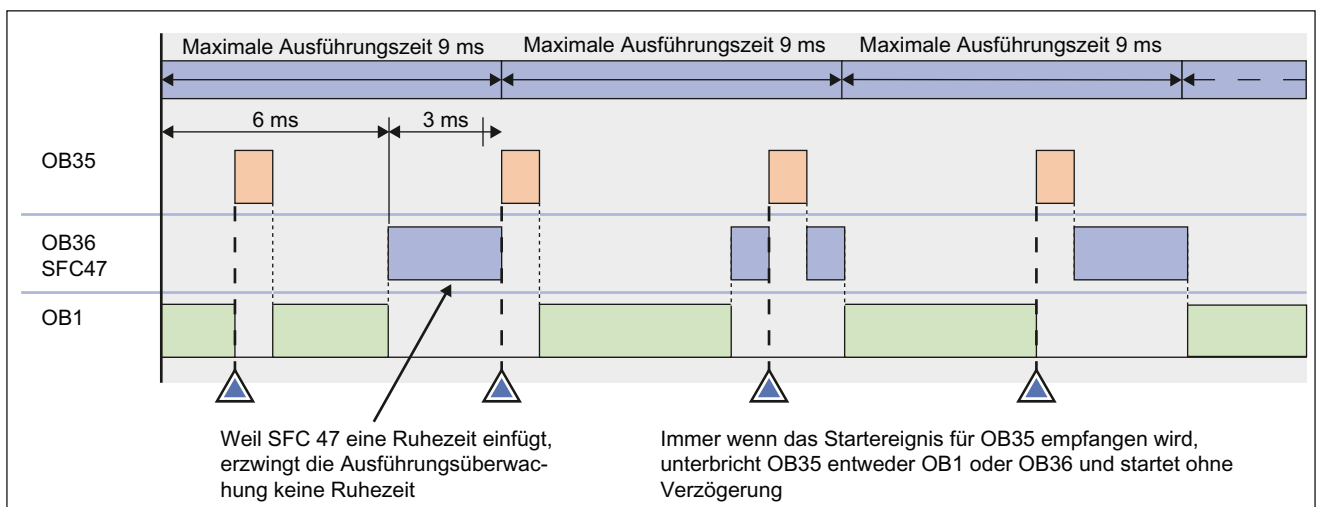 Maximale Ausführungszeit 9 ms Maximale Ausführungszeit 9 ms Maximale Ausführungszeit 9 ms
6 ms 3 ms
OB35
OB36
SFC47
OB1
Weil SFC 47 eine Ruhezeit einfügt,
erzwingt die Ausführungsüberwac-
hung keine Ruhezeit
Immer wenn das Startereignis für OB35 empfangen wird,
unterbricht OB35 entweder OB1 oder OB36 und startet ohne
Verzögerung